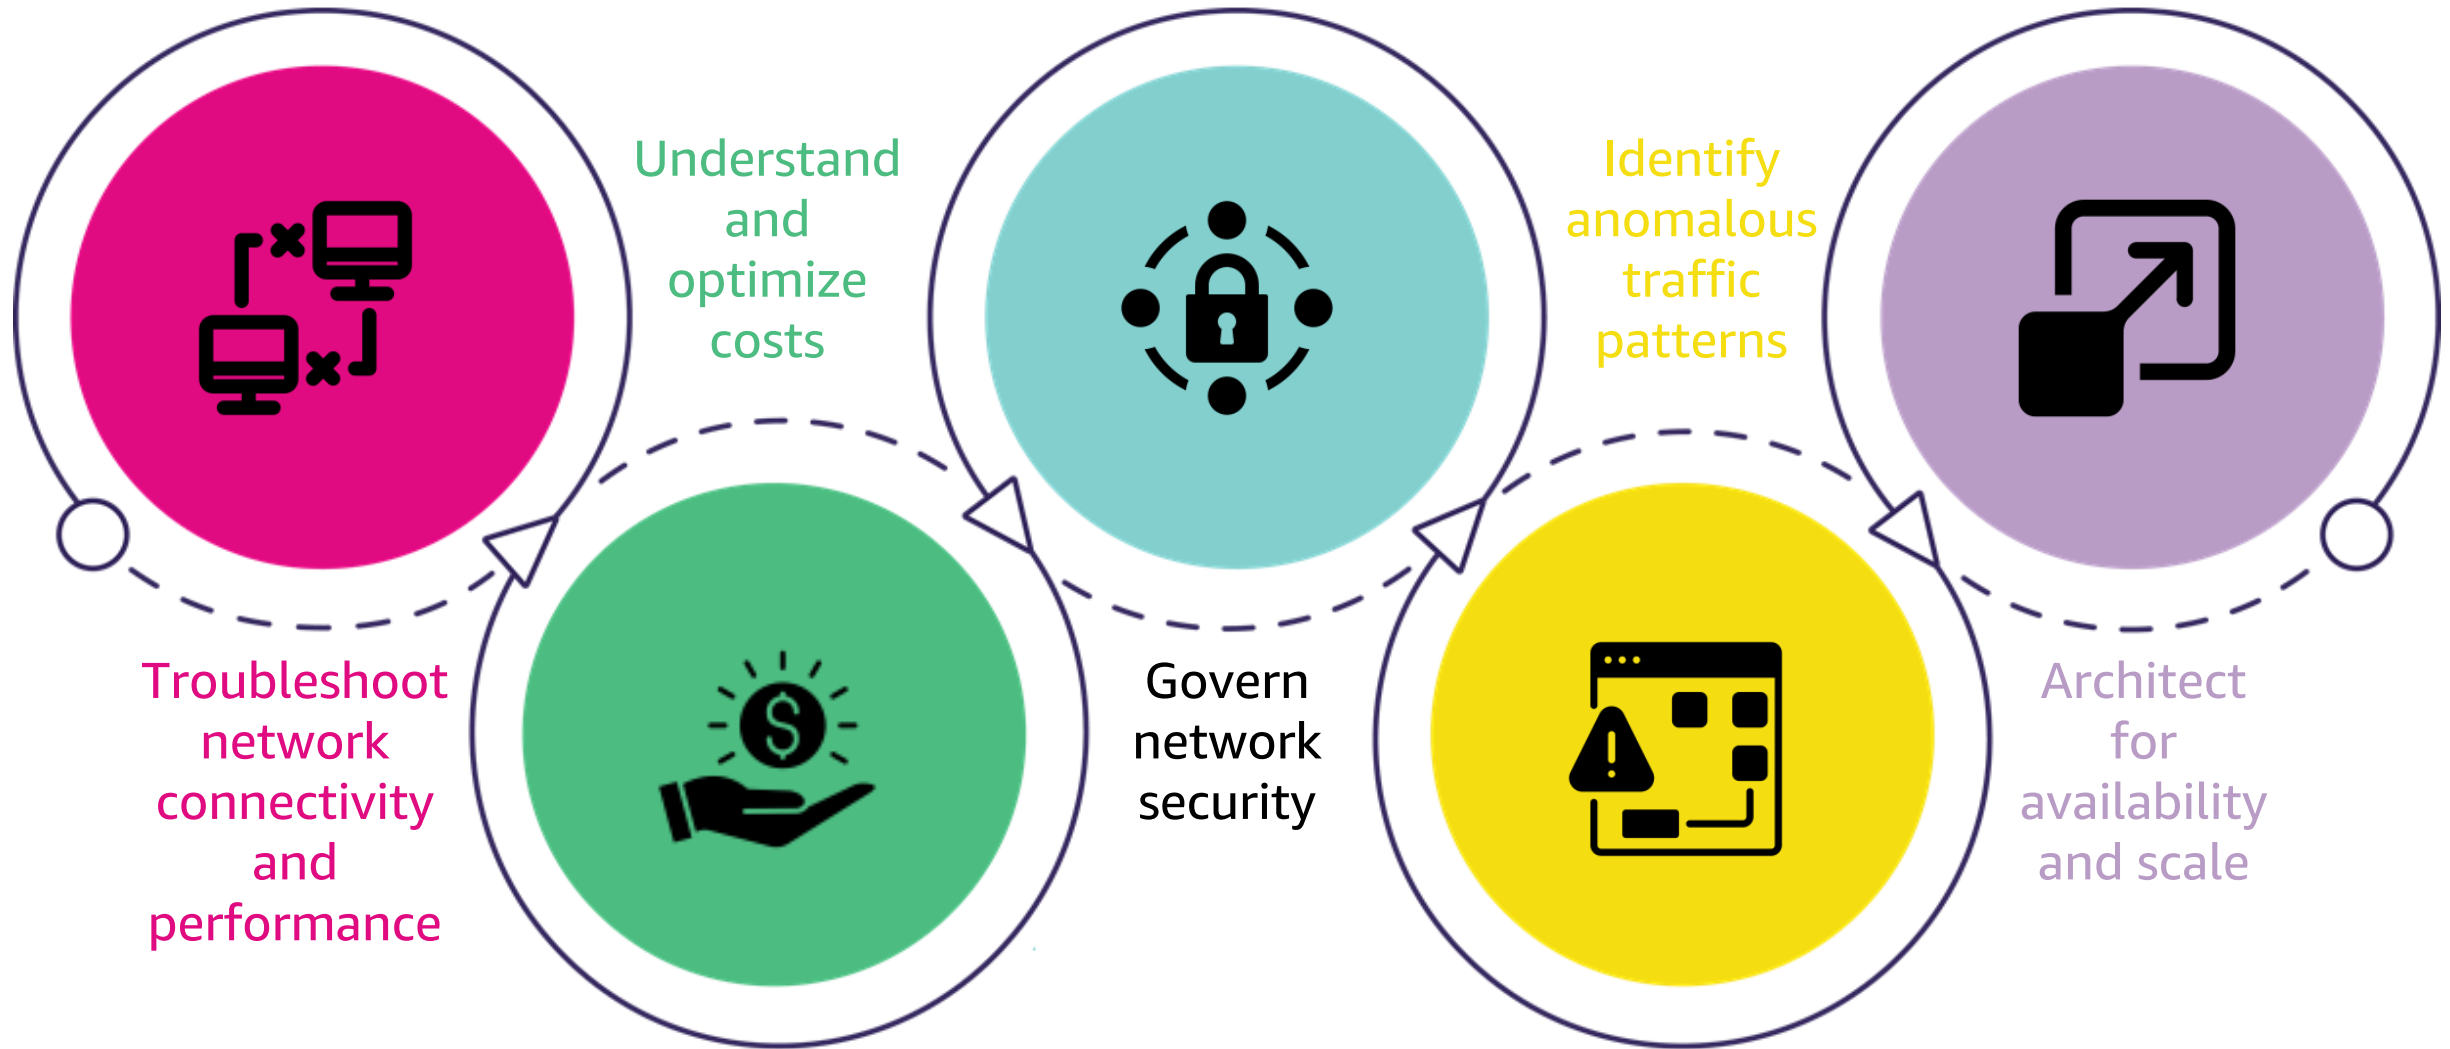 Troubleshoot
network
connectivity
and
performance
Understand
and
optimize
costs
$
Govern
network
security
Identify
anomalous
traffic
patterns
Architect
for
availability
and scale